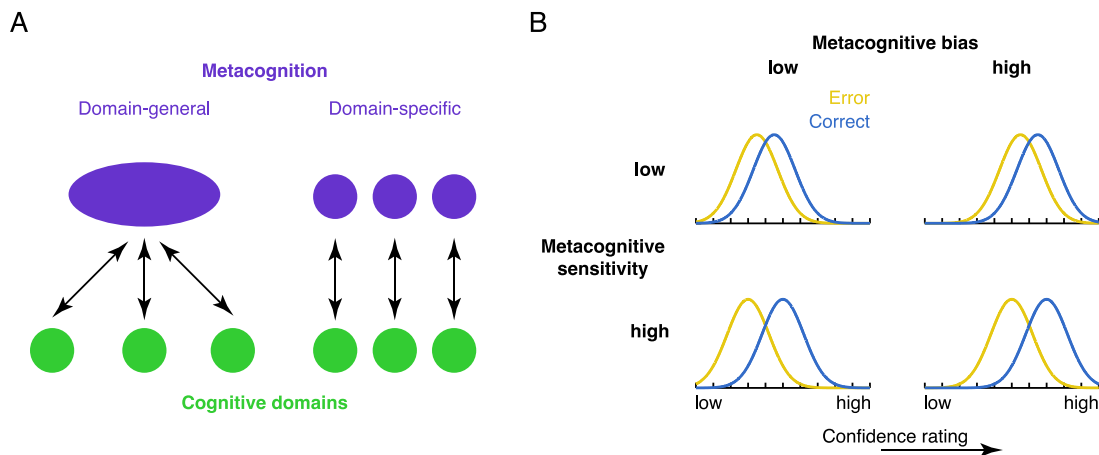 A
Metacognition
Domain-general
Domain-specific
Cognitive domains
B
Metacognitive bias
low
high
Error
Correct
low
Metacognitive
sensitivity
high
low
high
low
high
Confidence rating